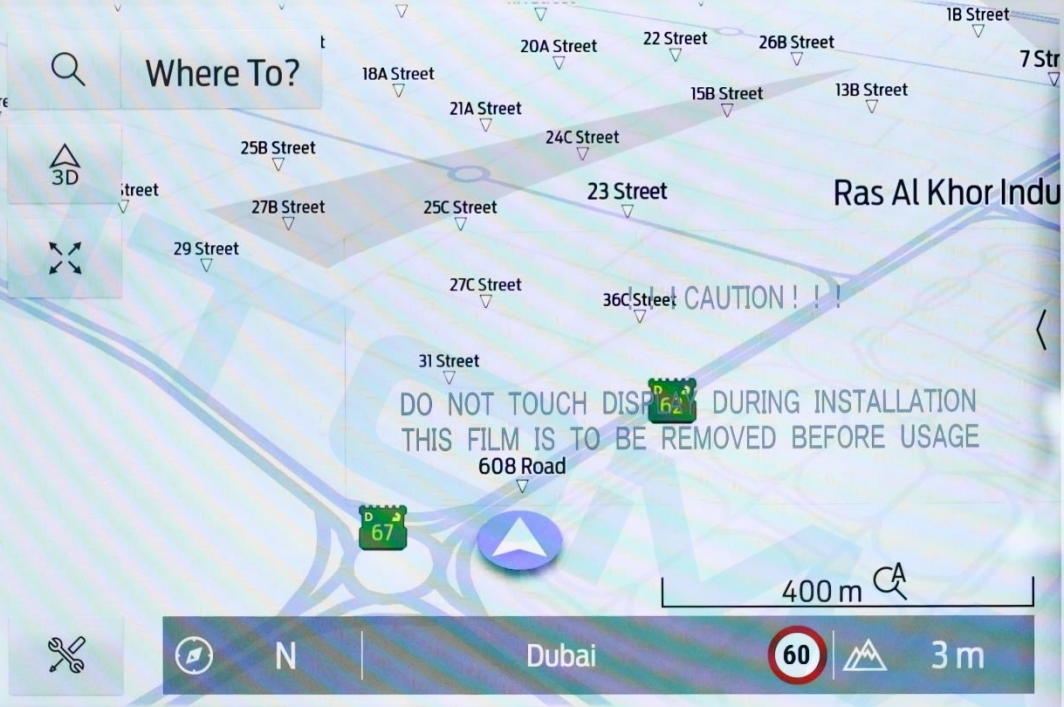 1B Street
20A Street
22 Street
26B Street
7 Str
Where To?
18A Street
15B Street
13B Street
21A Street
24C Street
25B Street
3D
23 Street
Ras Al Khor Indu
27B Street
25C Street
29 Street
27C Street
36C Street
! ! ! CAUTION ! ! !
31 Street
D 62
DO NOT TOUCH DISPLAY DURING INSTALLATION
THIS FILM IS TO BE REMOVED BEFORE USAGE
608 Road
D 67
400 m
A
N
Dubai
60
3 m